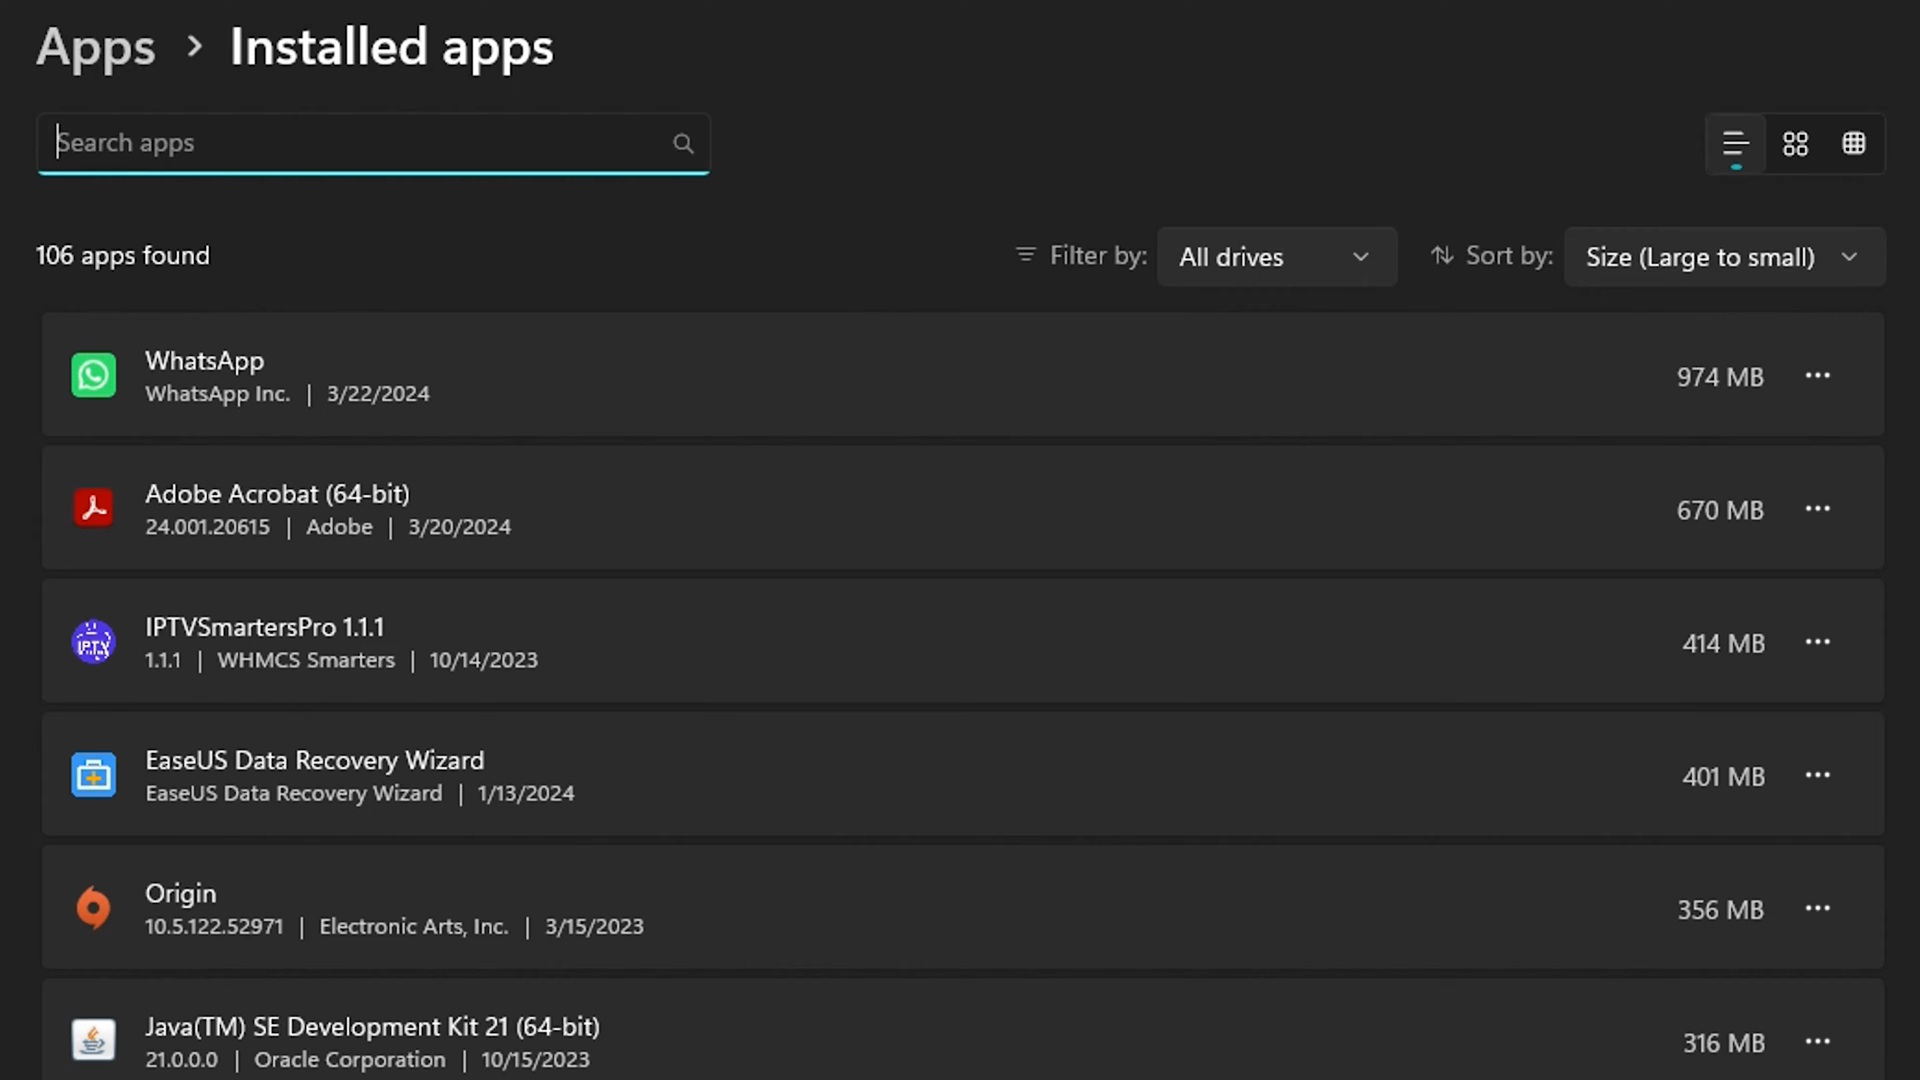 Apps > Installed apps
Search apps
106 apps found
Filter by: All drives
Sort by: Size (Large to small)
WhatsApp
WhatsApp Inc. | 3/22/2024
974 MB
Adobe Acrobat (64-bit)
24.001.20615 | Adobe | 3/20/2024
670 MB
IPTV
IPTVSmartersPro 1.1.1
1.1.1 | WHMCS Smarters | 10/14/2023
414 MB
EaseUS Data Recovery Wizard
EaseUS Data Recovery Wizard | 1/13/2024
401 MB
Origin
10.5.122.52971 | Electronic Arts, Inc. | 3/15/2023
356 MB
Java(TM) SE Development Kit 21 (64-bit)
21.0.0.0 | Oracle Corporation | 10/15/2023
316 MB